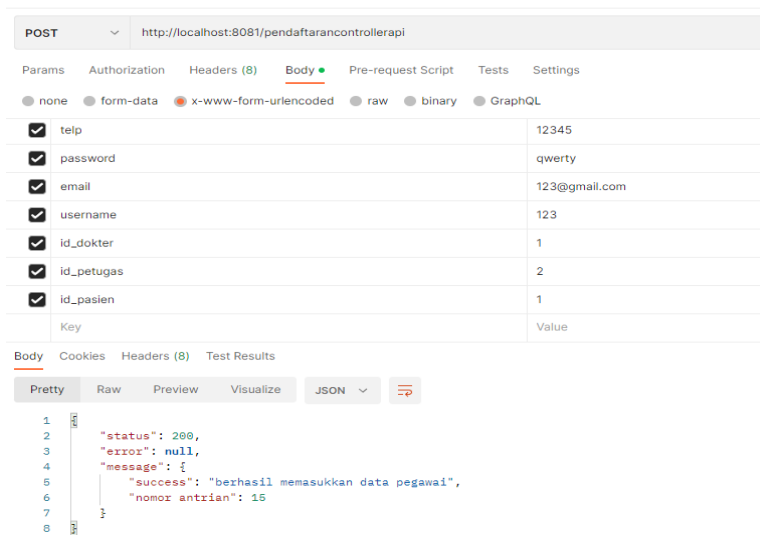 POST http://localhost:8081/pendaftarancontrollerapi
Params Authorization Headers (8) Body Pre-request Script Tests Settings
none form-data x-www-form-urlencoded raw binary GraphQL
telp 12345
password qwerty
email 123@gmail.com
username 123
id_dokter 1
id_petugas 2
id_pasien 1
Key Value
Body Cookies Headers (8) Test Results
Pretty Raw Preview Visualize JSON
1 {
2 "status": 200,
3 "error": null,
4 "message": {
5 "success": "berhasil memasukkan data pegawai",
6 "nomor antrian": 15
7 }
8 }